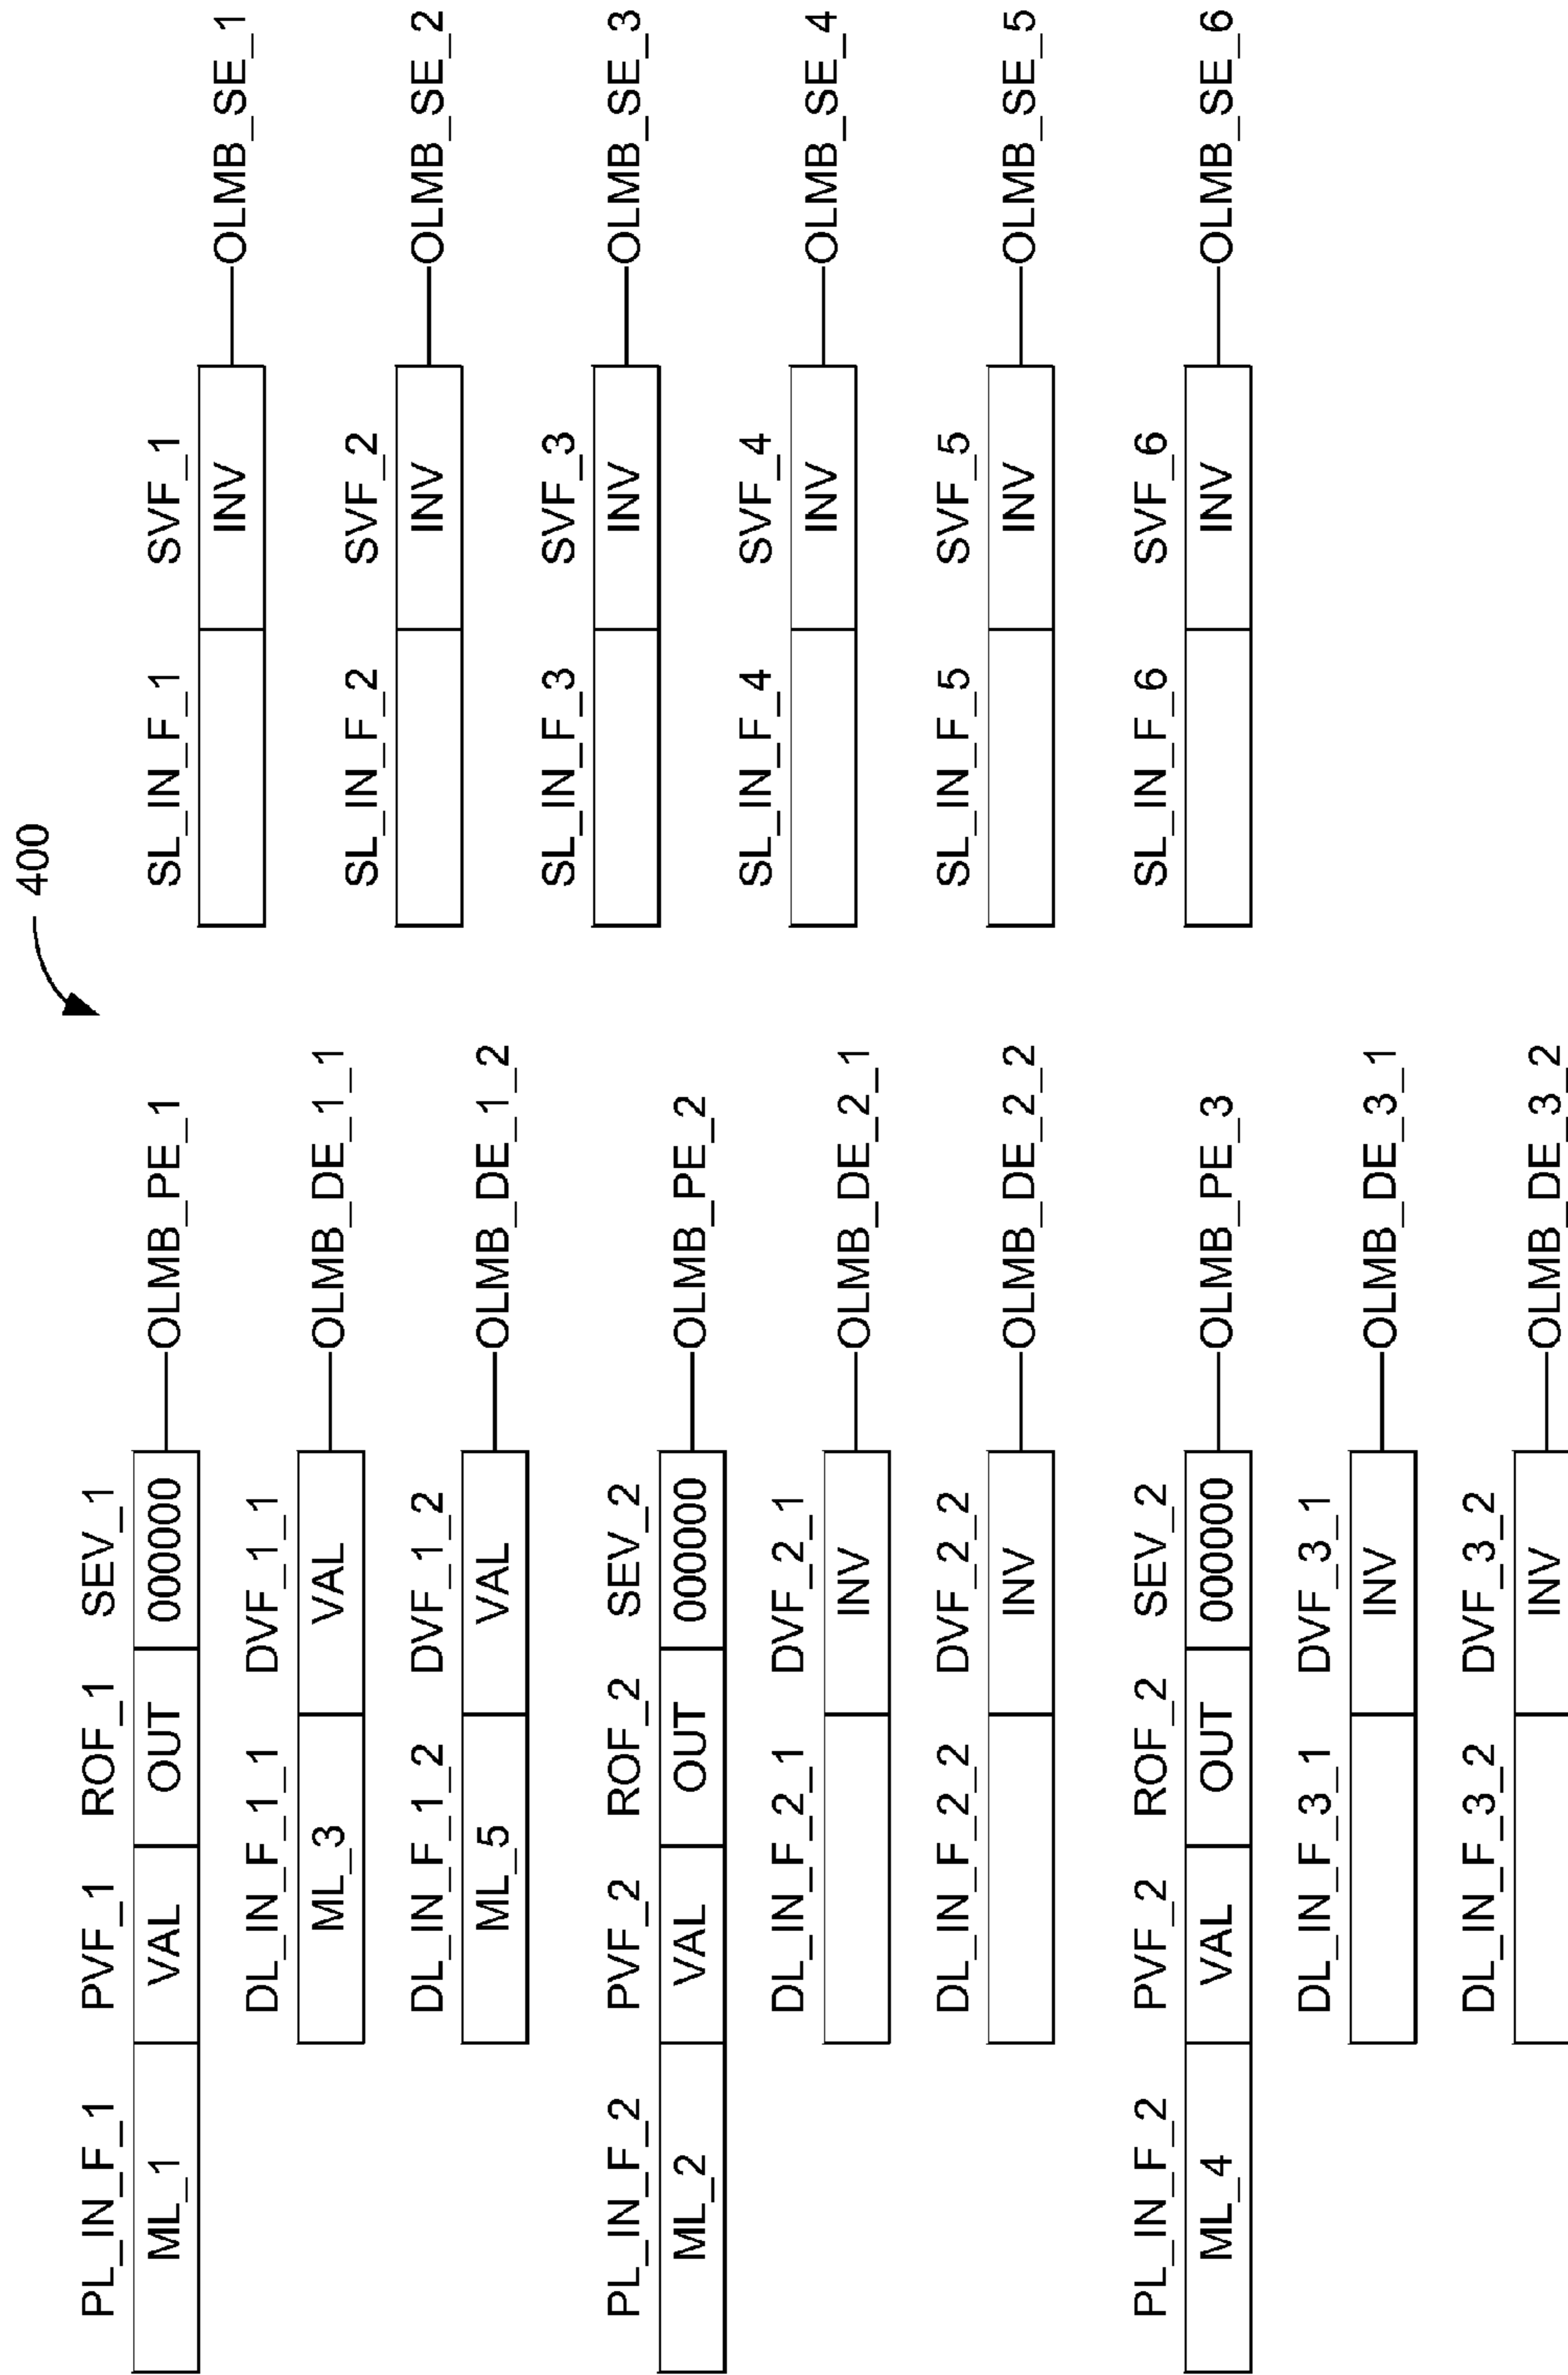 400
PL_IN_F_1 PVF_1 ROF_1 SEV_1
ML_1 VAL OUT 000000 OLMB_PE_1
DL_IN_F_1_1 DVF_1_1
ML_3 VAL OLMB_DE_1_1
DL_IN_F_1_2 DVF_1_2
ML_5 VAL OLMB_DE_1_2
PL_IN_F_2 PVF_2 ROF_2 SEV_2
ML_2 VAL OUT 000000 OLMB_PE_2
DL_IN_F_2_1 DVF_2_1
INV OLMB_DE_2_1
DL_IN_F_2_2 DVF_2_2
INV OLMB_DE_2_2
PL_IN_F_2 PVF_2 ROF_2 SEV_2
ML_4 VAL OUT 000000 OLMB_PE_3
DL_IN_F_3_1 DVF_3_1
INV OLMB_DE_3_1
DL_IN_F_3_2 DVF_3_2
INV OLMB_DE_3_2
SL_IN_F_1 SVF_1
INV OLMB_SE_1
SL_IN_F_2 SVF_2
INV OLMB_SE_2
SL_IN_F_3 SVF_3
INV OLMB_SE_3
SL_IN_F_4 SVF_4
INV OLMB_SE_4
SL_IN_F_5 SVF_5
INV OLMB_SE_5
SL_IN_F_6 SVF_6
INV OLMB_SE_6